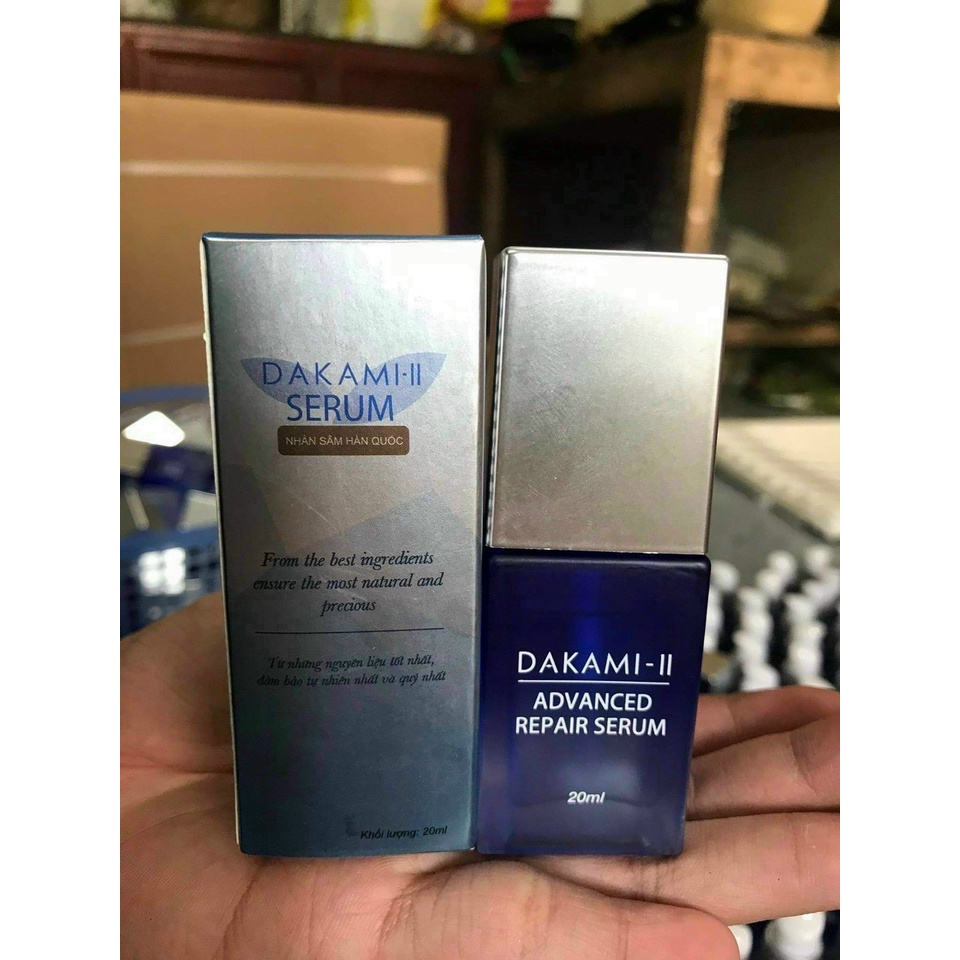 DAKAMI-II
SERUM
NHÂN SÂM HÀN QUỐC
From the best ingredients
ensure the most natural and
precious
Từ những nguyên liệu tốt nhất,
đảm bảo tự nhiên nhất và quý nhất
Khối lượng: 20ml
DAKAMI-II
ADVANCED
REPAIR SERUM
20ml